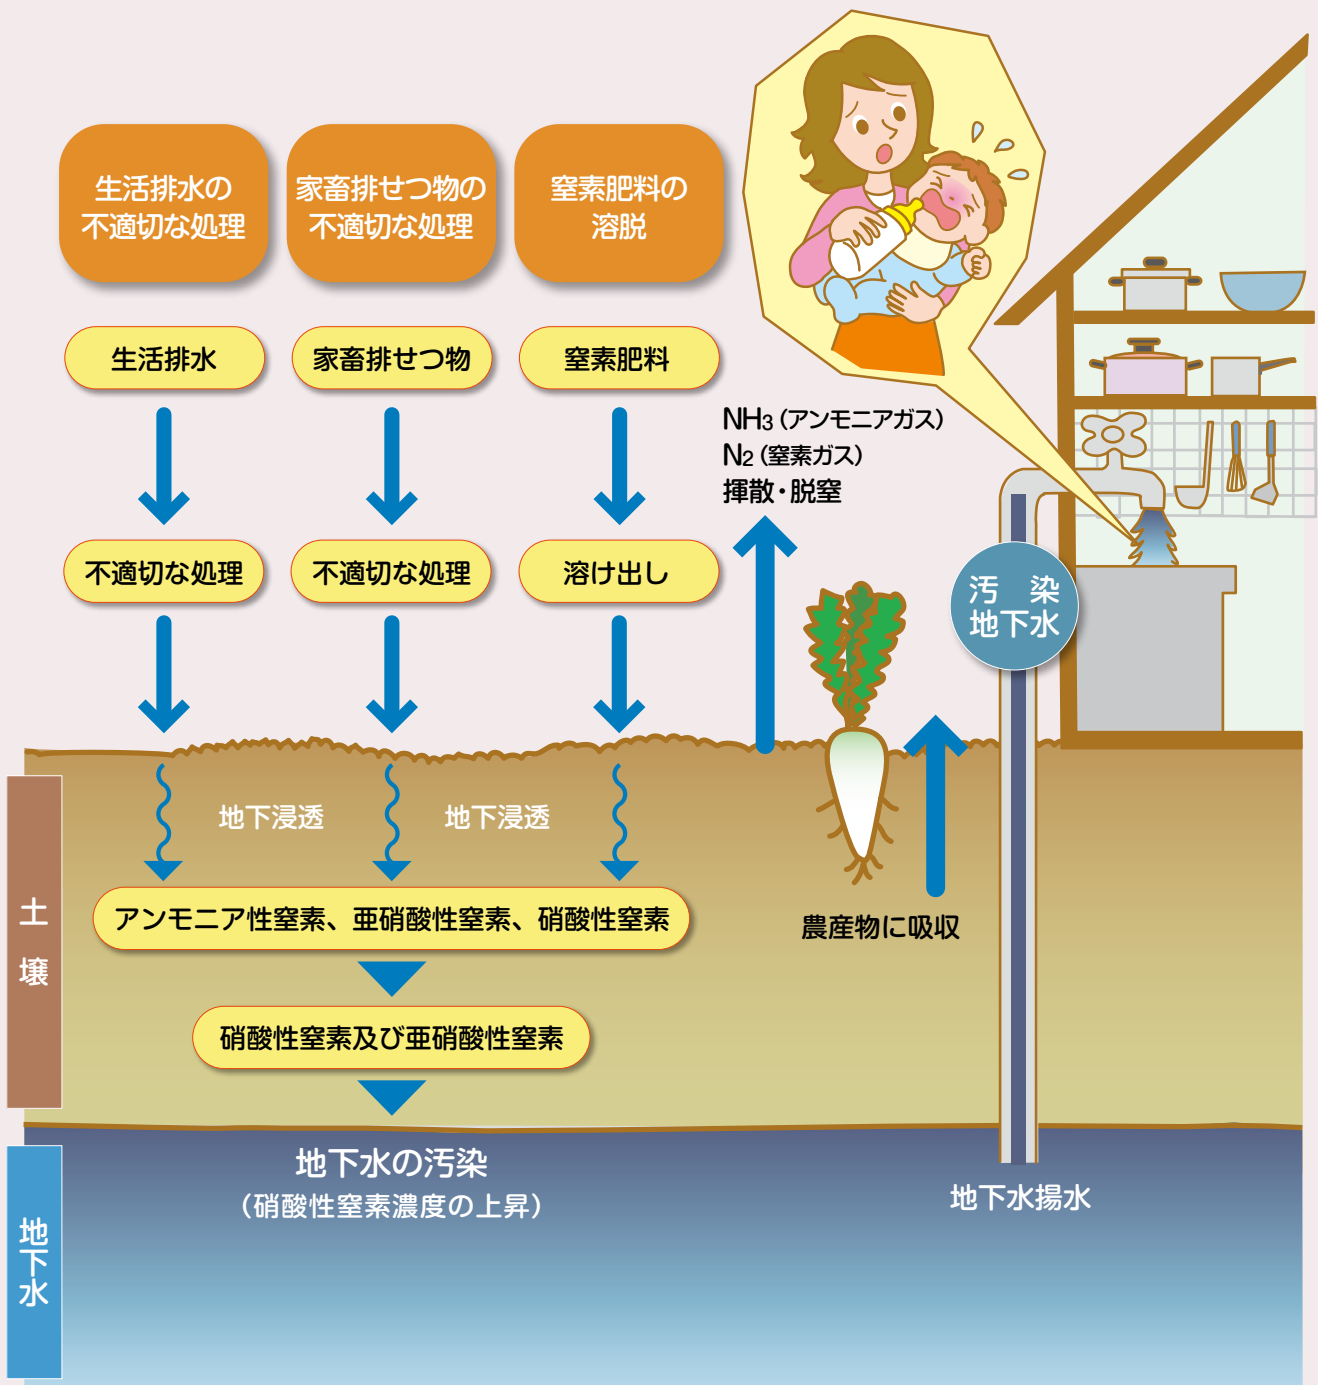 生活排水の
不適切な処理
家畜排せつ物の
不適切な処理
窒素肥料の
溶脱
生活排水
家畜排せつ物
窒素肥料
NH3（アンモニアガス）
N2（窒素ガス）
揮散・脱窒
不適切な処理
不適切な処理
溶け出し
汚　染
地下水
地下浸透
地下浸透
土壌
アンモニア性窒素、亜硝酸性窒素、硝酸性窒素
農産物に吸収
硝酸性窒素及び亜硝酸性窒素
地下水の汚染
（硝酸性窒素濃度の上昇）
地下水揚水
地下水